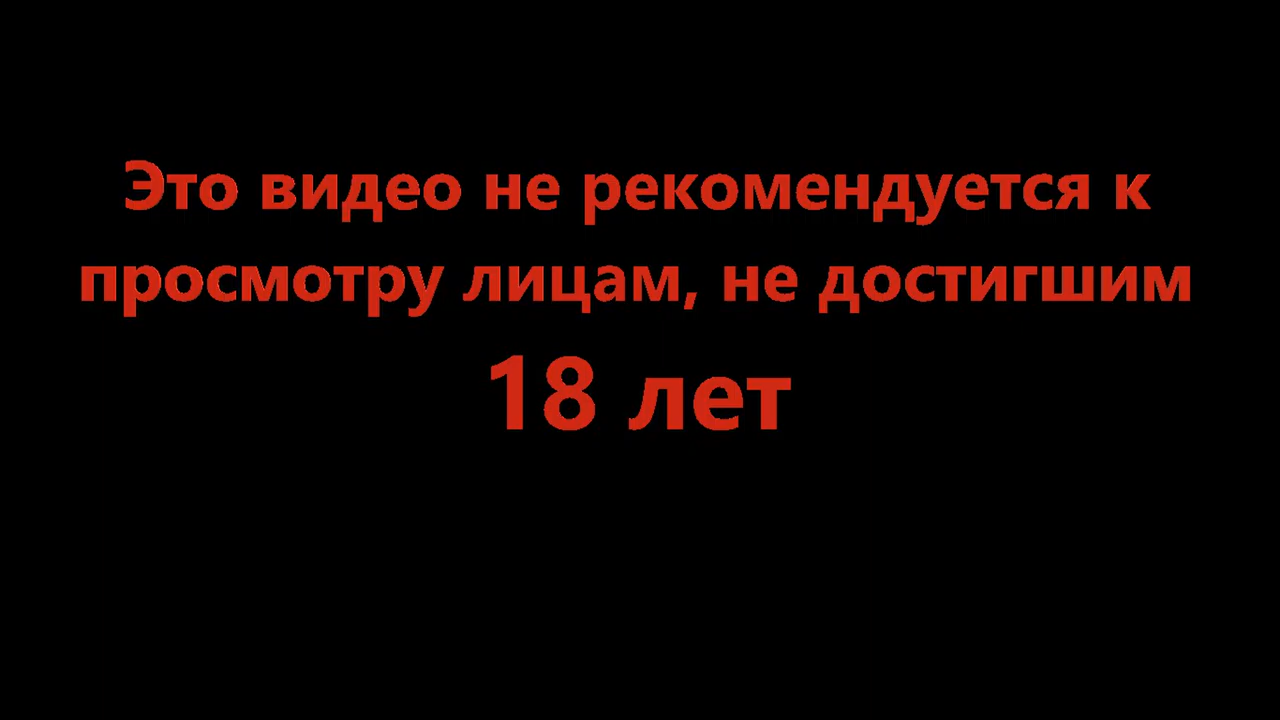 Это видео не рекомендуется к
просмотру лицам, не достигшим
18 лет